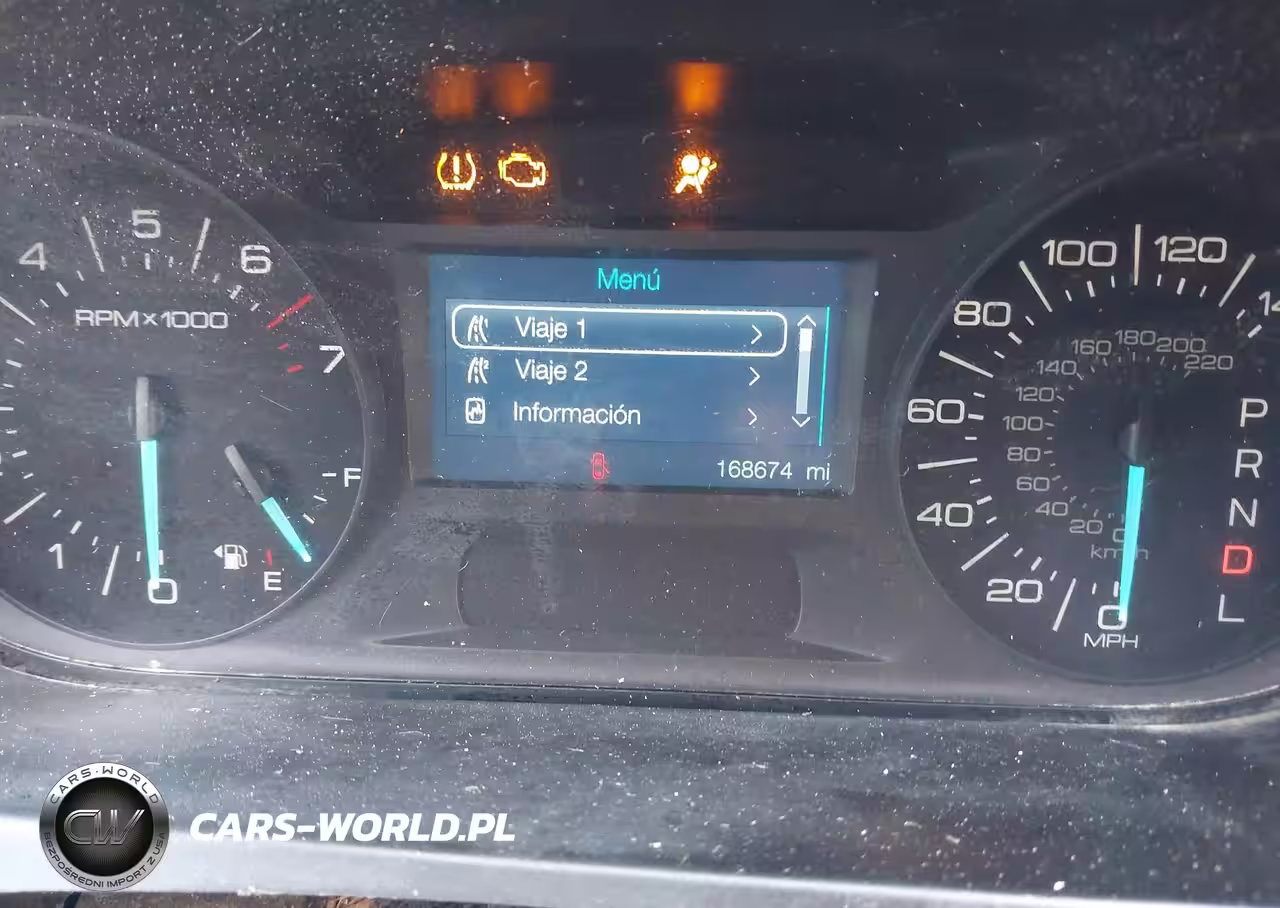 4
5
6
7
RPM×1000
1
0
F
E
Menú
Viaje 1
Viaje 2
Información
168674 mi
20
40
60
80
100
120
0
MPH
20
40
60
80
100
120
140
160
180
200
220
km/h
P
R
N
D
L
CARS-WORLD
CW
BEZPOŚREDNI IMPORT Z USA
CARS-WORLD.PL